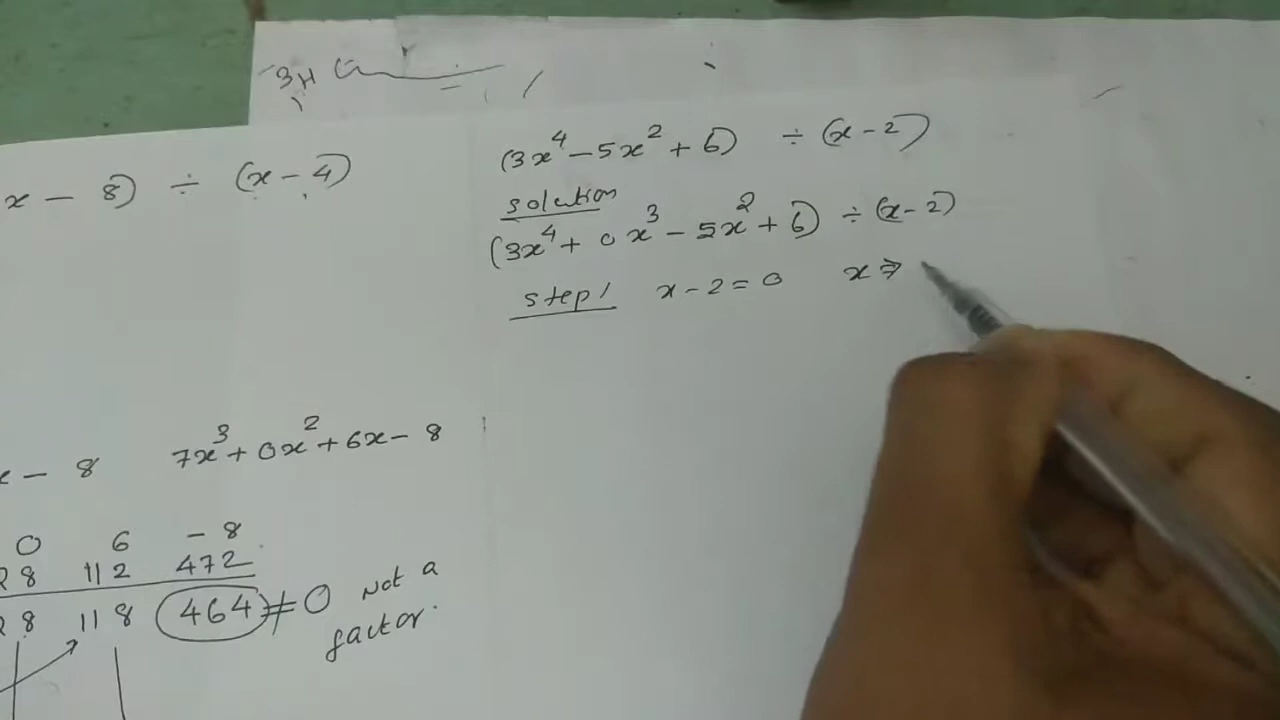 x - 8) ÷ (x - 4)
7x³ + 0x² + 6x - 8
- 8
0 6 - 8
28 112 472
28 118 464 ≠ 0 Not a
factor.
(3x⁴ - 5x² + 6) ÷ (x - 2)
solution
(3x⁴ + 0x³ - 5x² + 6) ÷ (x - 2)
step 1 x - 2 = 0 x ⇒